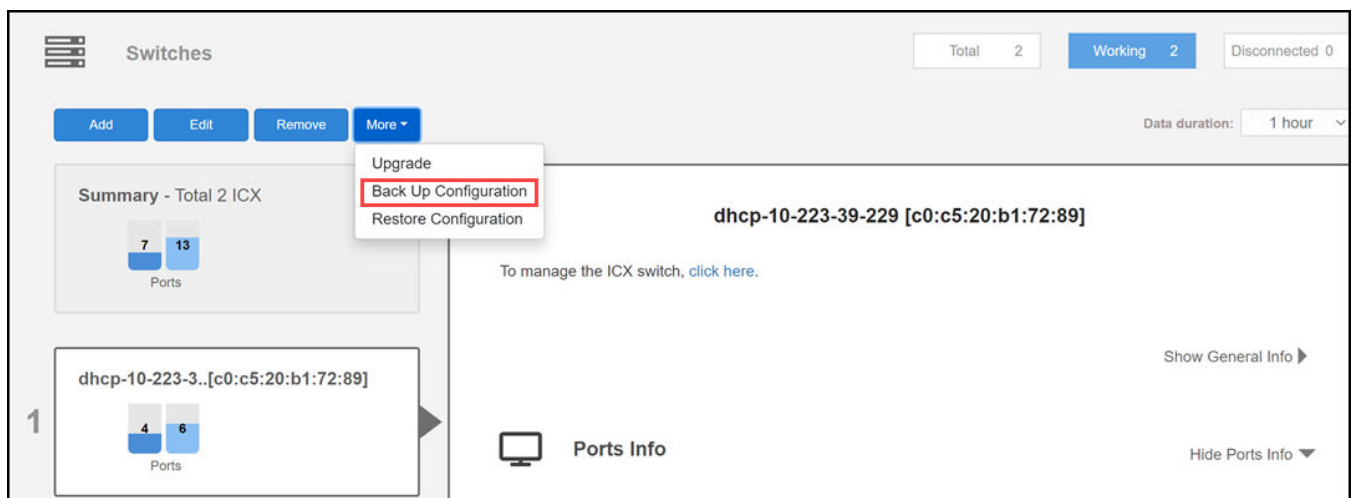 Switches
Total 2
Working 2
Disconnected 0
Add
Edit
Remove
More
Data duration: 1 hour
Upgrade
Back Up Configuration
Restore Configuration
Summary - Total 2 ICX
7 13
Ports
dhcp-10-223-39-229 [c0:c5:20:b1:72:89]
To manage the ICX switch, click here.
Show General Info
1
dhcp-10-223-3..[c0:c5:20:b1:72:89]
4 6
Ports
Ports Info
Hide Ports Info